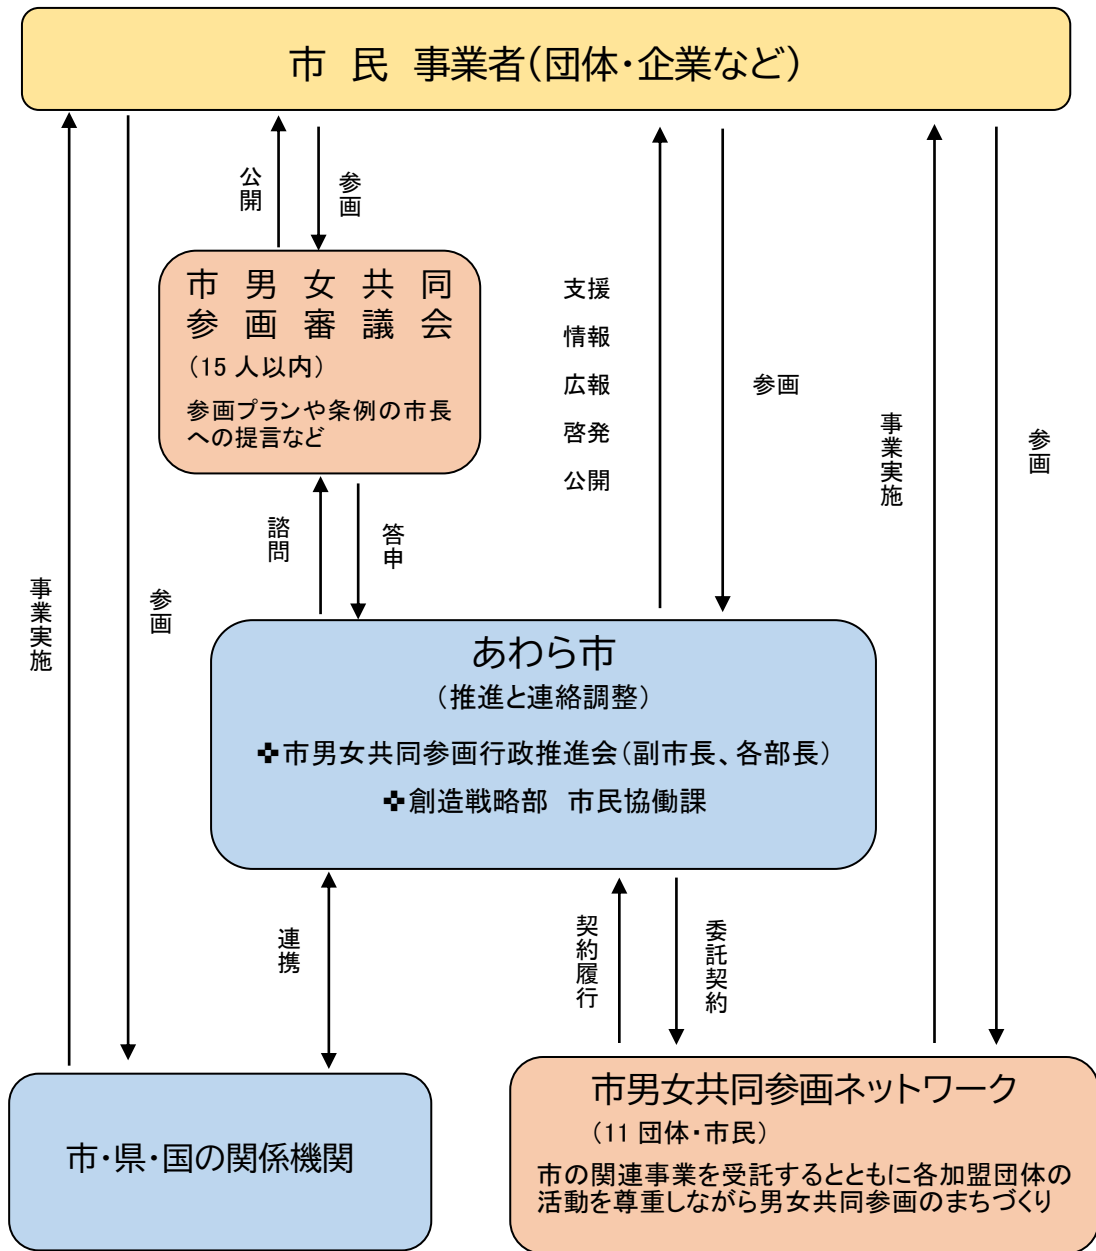 市 民 事業者(団体・企業など)
公開
参画
市男女共同
参画審議会
(15 人以内)
参画プランや条例の市長
への提言など
支援
情報
広報
啓発
公開
参画
事業実施
参画
諮問
答申
事業実施
参画
あわら市
(推進と連絡調整)
✤市男女共同参画行政推進会(副市長、各部長)
✤創造戦略部 市民協働課
連携
契約履行
委託契約
市・県・国の関係機関
市男女共同参画ネットワーク
(11 団体・市民)
市の関連事業を受託するとともに各加盟団体の
活動を尊重しながら男女共同参画のまちづくり